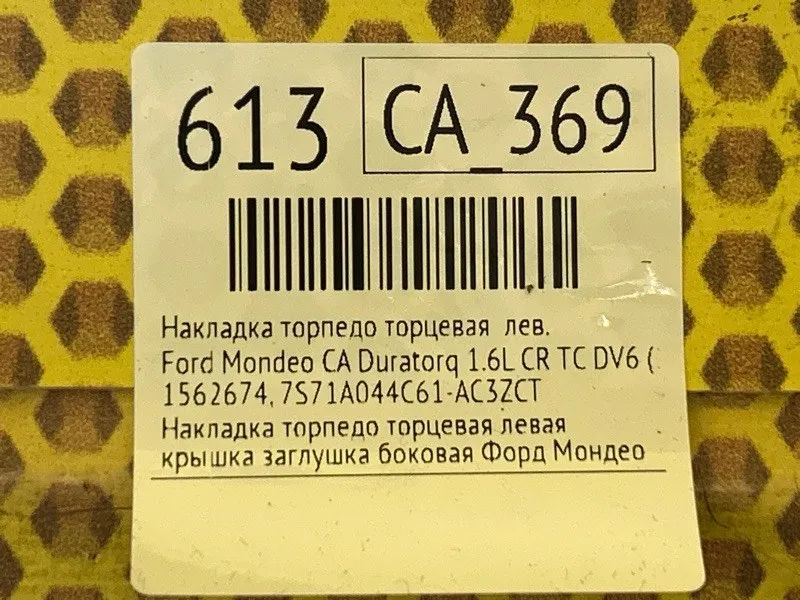 613 CA_369
Накладка торпедо торцевая лев.
Ford Mondeo CA Duratorq 1.6L CR TC DV6 (
1562674, 7S71A044C61-AC3ZCT
Накладка торпедо торцевая левая
крышка заглушка боковая Форд Мондео